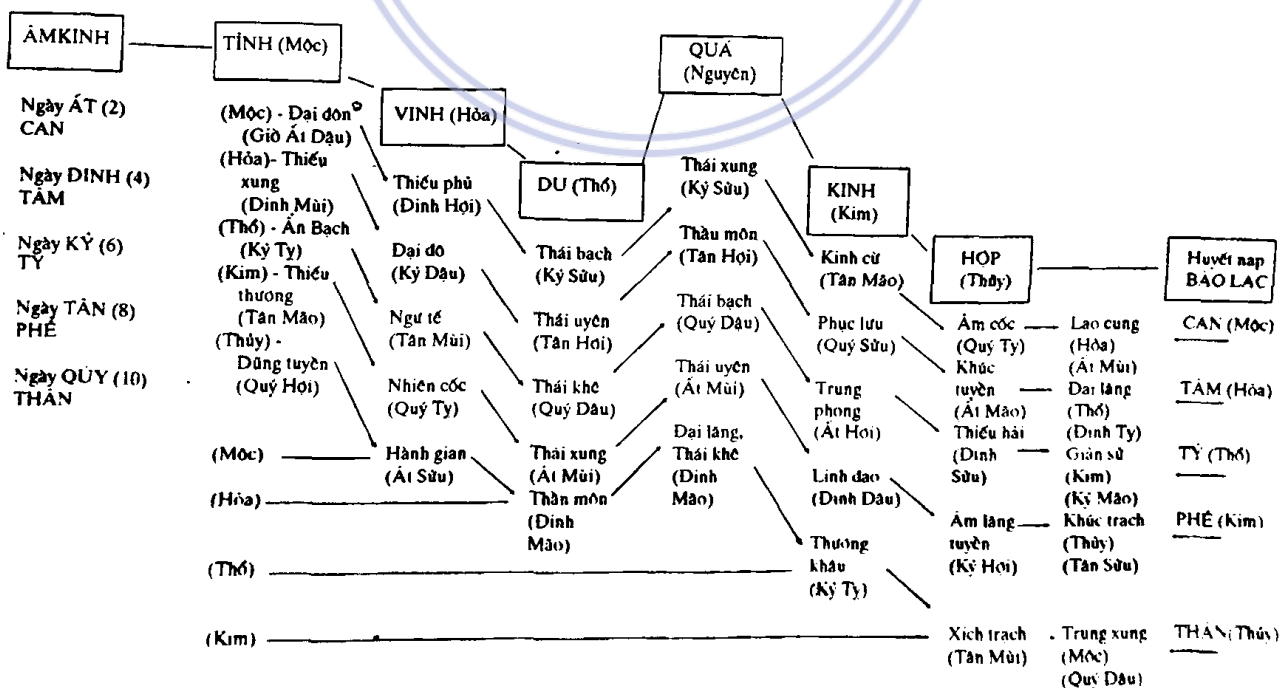 ÂMKINH
TỈNH (Mộc)
VINH (Hỏa)
DU (Thổ)
QUÁ
(Nguyên)
KINH
(Kim)
HỢP
(Thủy)
Huyết nạp
BÀO LẠC
Ngày ẤT (2)
CAN
Ngày ĐINH (4)
TÂM
Ngày KỶ (6)
TỲ
Ngày TÂN (8)
PHẾ
Ngày QUÝ (10)
THẬN
(Mộc) - Đại đôn
(Giờ Ất Dậu)
(Hỏa)- Thiếu
xung
(Đinh Mùi)
(Thổ) - Ẩn Bạch
(Kỷ Tỵ)
(Kim) - Thiếu
thương
(Tân Mão)
(Thủy) -
Dũng tuyền
(Quý Hợi)
(Mộc)
(Hỏa)
(Thổ)
(Kim)
Thiếu phủ
(Đinh Hợi)
Đại đô
(Kỷ Dậu)
Ngư tế
(Tân Mùi)
Nhiên cốc
(Quý Tỵ)
Hành gian
(Ất Sửu)
Thái bạch
(Kỷ Sửu)
Thái uyên
(Tân Hợi)
Thái khê
(Quý Dậu)
Thái xung
(Ất Mùi)
Thần môn
(Đinh
Mão)
Thái xung
(Kỷ Sửu)
Thầu môn
(Tân Hợi)
Thái bạch
(Quý Dậu)
Thái uyên
(Ất Mùi)
Đại lăng,
Thái khê
(Đinh
Mão)
Kinh cừ
(Tân Mão)
Phục lưu
(Quý Sửu)
Trung
phong
(Ất Hợi)
Linh đạo
(Đinh Dậu)
Thương
khâu
(Kỷ Tỵ)
Âm cốc
(Quý Tỵ)
Khúc
tuyền
(Ất Mão)
Thiếu hải
(Đinh
Sửu)
Âm lăng
tuyền
(Kỷ Hợi)
Xích trạch
(Tân Mùi)
Lao cung
(Hỏa)
(Ất Mùi)
Đại lăng
(Thổ)
(Đinh Tỵ)
Giản sử
(Kim)
(Kỷ Mão)
Khúc trạch
(Thủy)
(Tân Sửu)
Trung xung
(Mộc)
(Quý Dậu)
CAN (Mộc)
TÂM (Hỏa)
TỲ (Thổ)
PHẾ (Kim)
THẬN (Thủy)